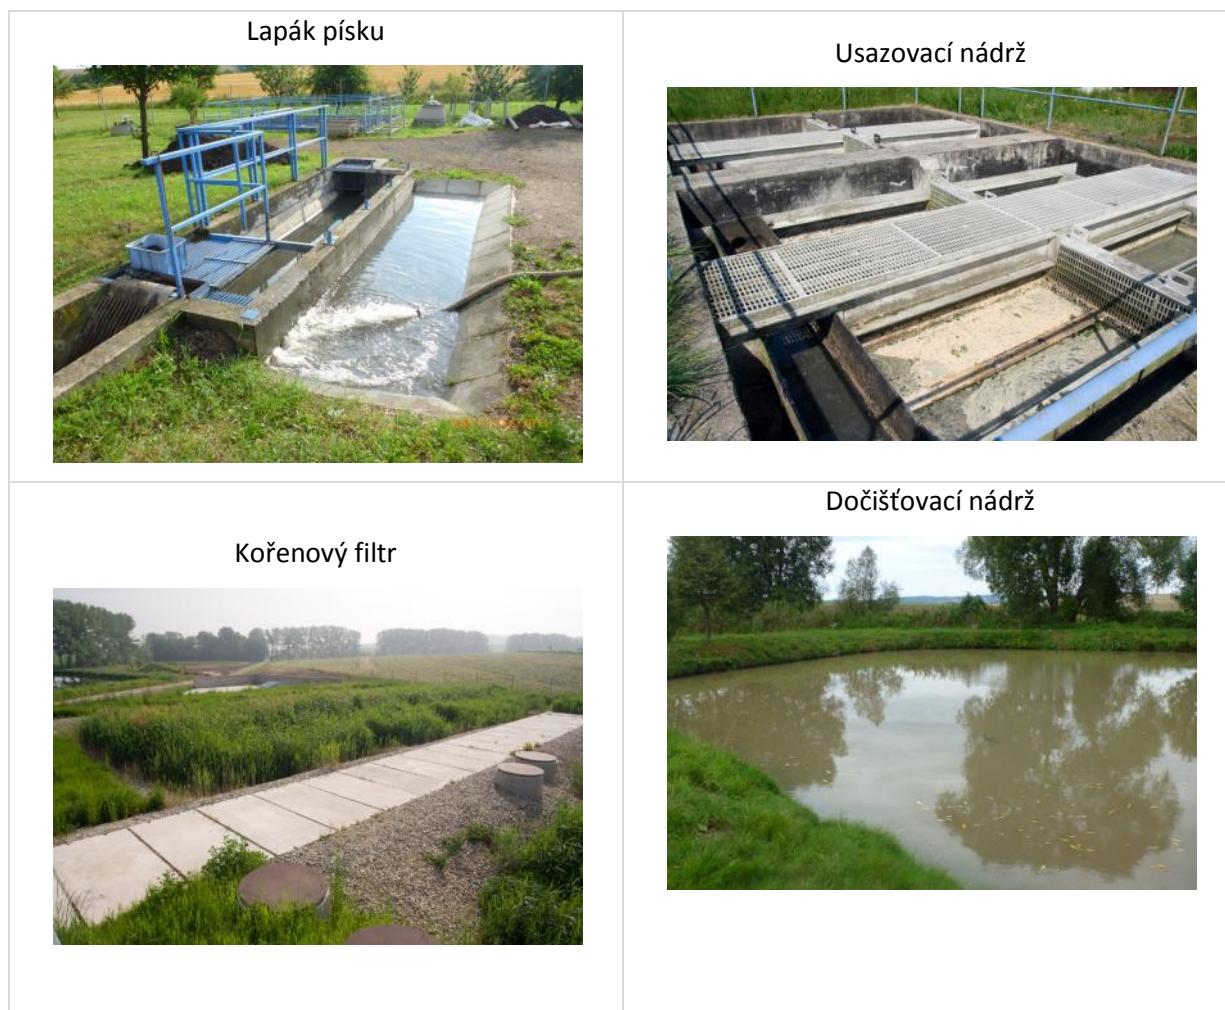 Lapák písku
Usazovací nádrž
Kořenový filtr
Dočišťovací nádrž